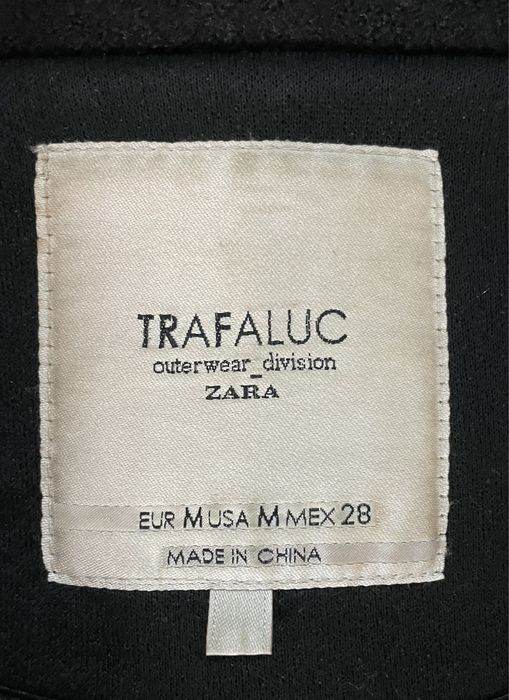 TRAFALUC
outerwear_division
ZARA
EUR M USA M MEX 28
MADE IN CHINA